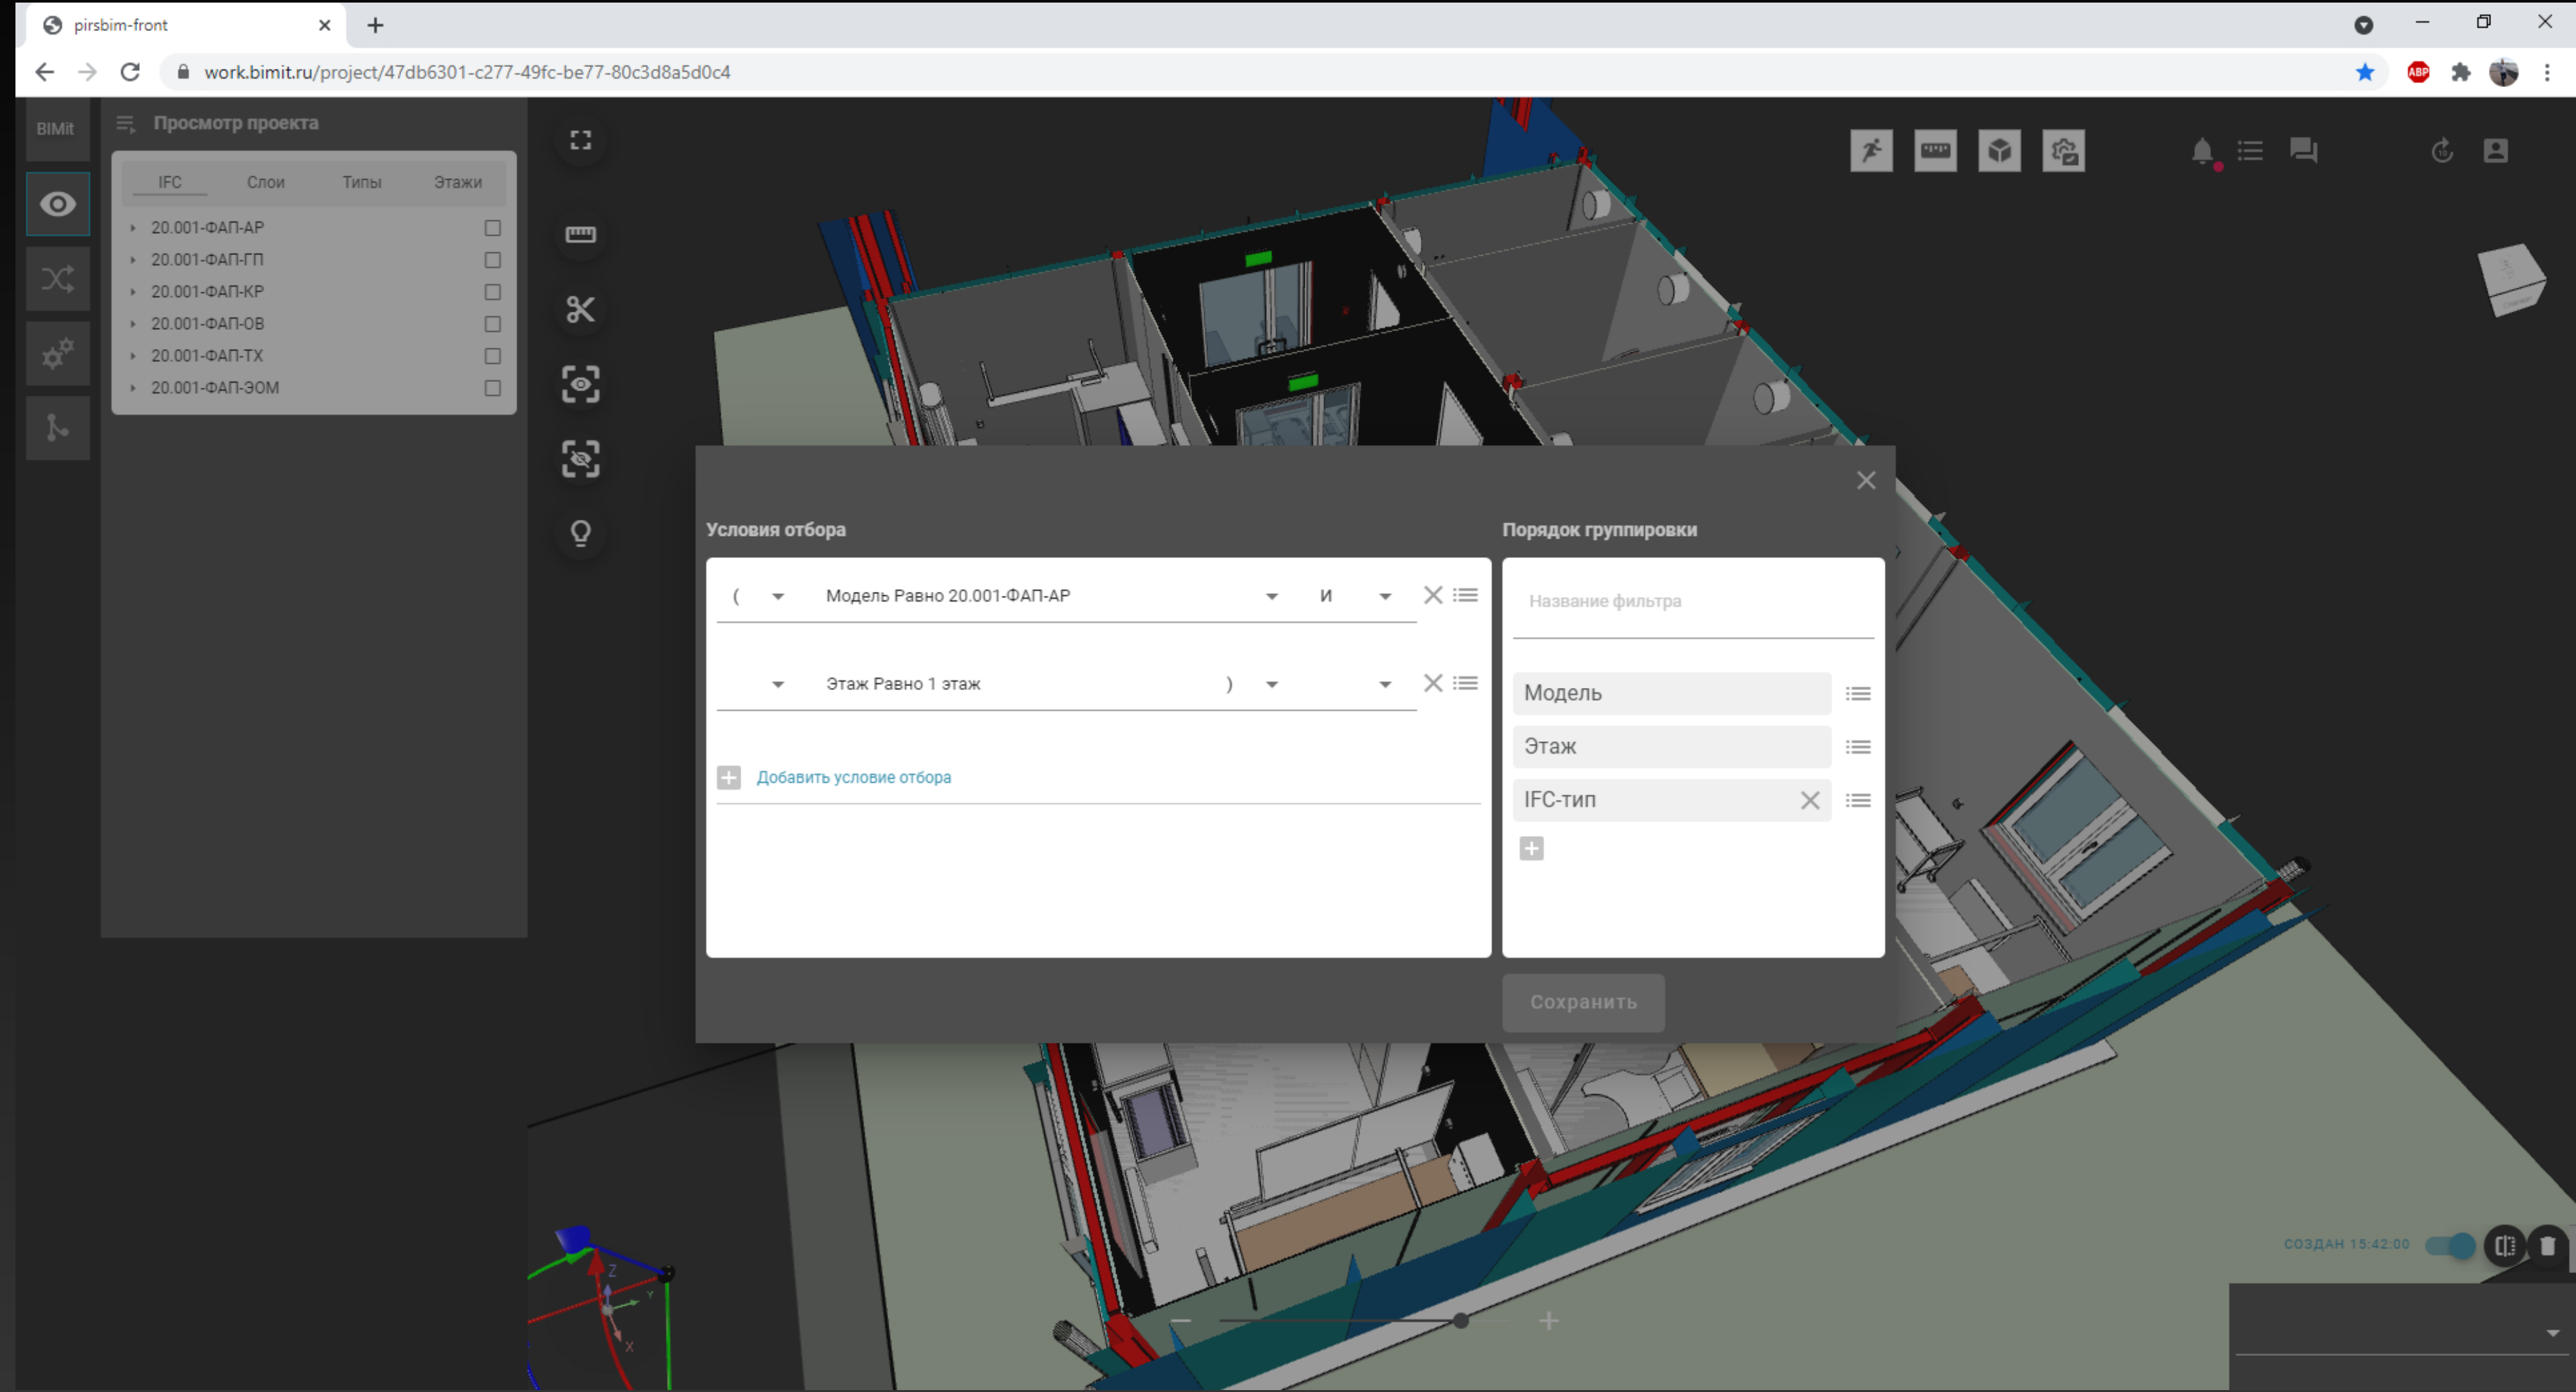 pirsbim-front
work.bimit.ru/project/47db6301-c277-49fc-be77-80c3d8a5d0c4
ABP
BIMit
Просмотр проекта
IFC Слои Типы Этажи
20.001-ФАП-АР
20.001-ФАП-ГП
20.001-ФАП-КР
20.001-ФАП-ОВ
20.001-ФАП-ТХ
20.001-ФАП-ЭОМ
10
Условия отбора
( Модель Равно 20.001-ФАП-АР И
Этаж Равно 1 этаж )
Добавить условие отбора
Порядок группировки
Название фильтра
Модель
Этаж
IFC-тип
Сохранить
СОЗДАН 15:42:00
Z
Y
X